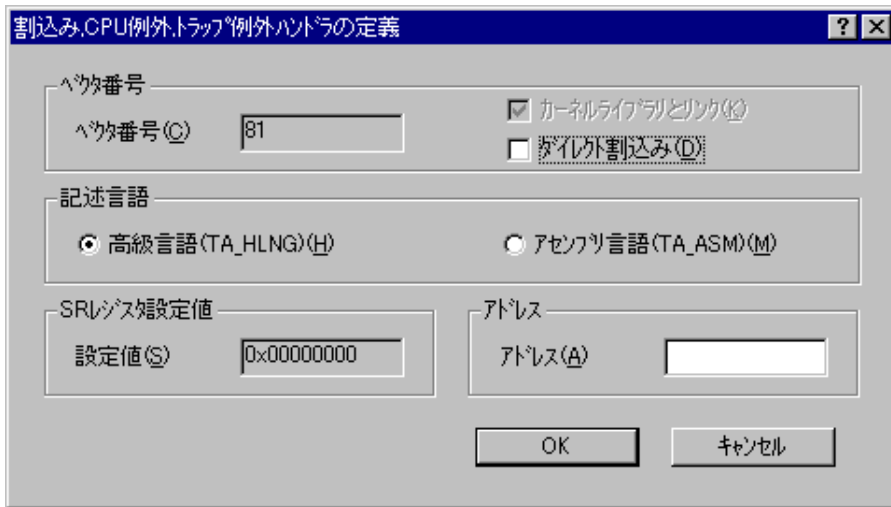 割込み,CPU例外,トラップ例外ハンドラの定義
ベクタ番号
ベクタ番号(C) 81
カーネルライブラリとリンク(K)
ダイレクト割込み(D)
記述言語
高級言語(TA_HLNG)(H) アセンブリ言語(TA_ASM)(M)
SRレジスタ設定値 アドレス
設定値(S) 0x00000000 アドレス(A)
OK キャンセル